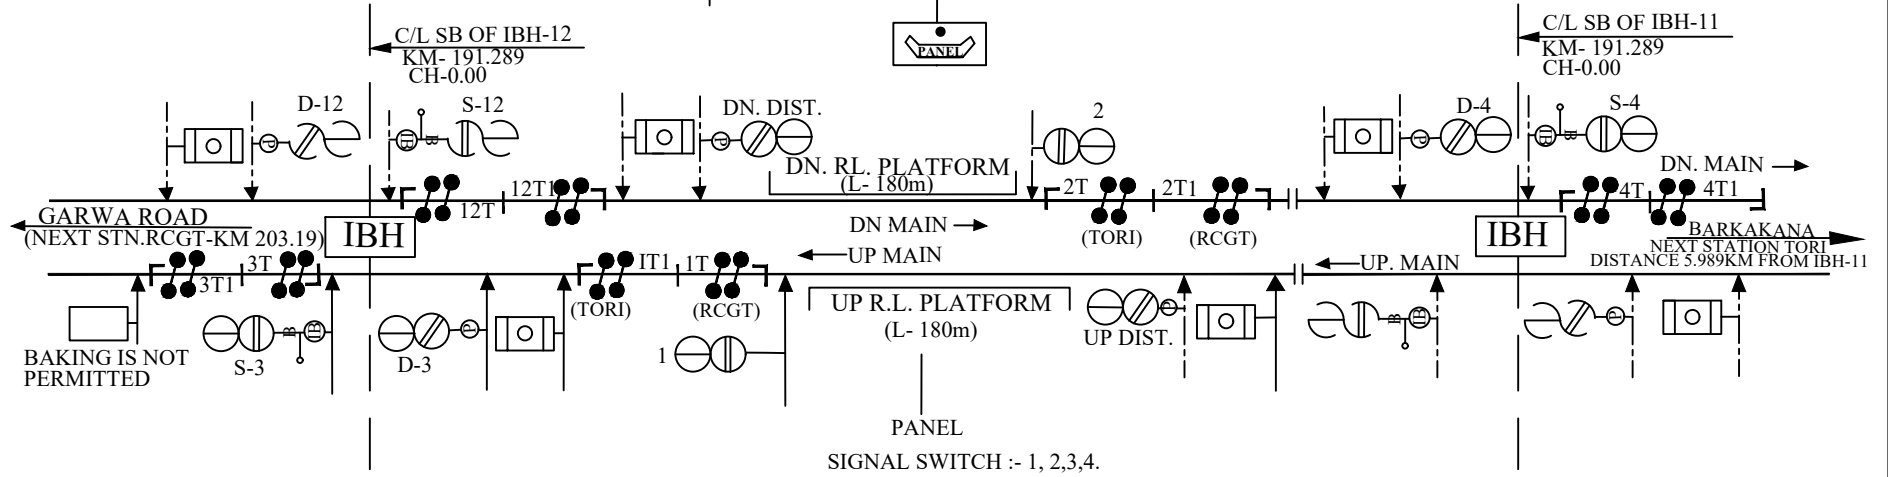 C/L SB OF IBH-12
KM- 191.289
CH-0.00
PANEL
C/L SB OF IBH-11
KM- 191.289
CH-0.00
D-12
S-12
DN. DIST.
2
D-4
S-4
P
IB
B
P
P
IB
B
DN. RL. PLATFORM
(L- 180m)
DN. MAIN
12T
12T1
2T
2T1
4T
4T1
GARWA ROAD
(NEXT STN.RCGT-KM 203.19)
IBH
DN MAIN
(TORI)
(RCGT)
IBH
BARKAKANA
NEXT STATION TORI
DISTANCE 5.989KM FROM IBH-11
UP MAIN
UP. MAIN
3T1
3T
IT1
1T
(TORI)
(RCGT)
UP R.L. PLATFORM
(L- 180m)
UP DIST.
P
B
IB
P
B
IB
P
BAKING IS NOT
PERMITTED
S-3
D-3
1
PANEL
SIGNAL SWITCH :- 1, 2,3,4.